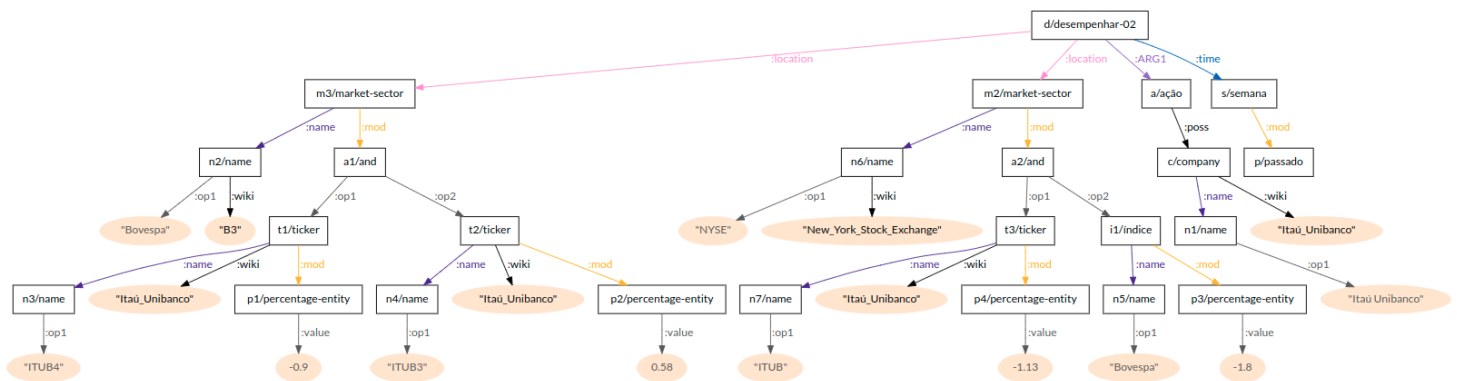 d/desempenhar-02
:location :location :ARG1 :time
m3/market-sector m2/market-sector a/ação s/semana
:name :mod :name :mod :poss :mod
n2/name a1/and n6/name a2/and c/company p/passado
:op1 :wiki :op1 :op2 :op1 :wiki :op1 :op2 :name :wiki
"Bovespa" "B3" t1/ticker t2/ticker "NYSE" "New_York_Stock_Exchange" t3/ticker i1/índice n1/name "Itaú_Unibanco"
:name :wiki :mod :name :wiki :mod :name :wiki :mod :name :mod :op1
n3/name "Itaú_Unibanco" p1/percentage-entity n4/name "Itaú_Unibanco" p2/percentage-entity n7/name "Itaú_Unibanco" p4/percentage-entity n5/name p3/percentage-entity "Itaú Unibanco"
:op1 :value :op1 :value :op1 :value :op1 :value
"ITUB4" -0.9 "ITUB3" 0.58 "ITUB" -1.13 "Bovespa" -1.8